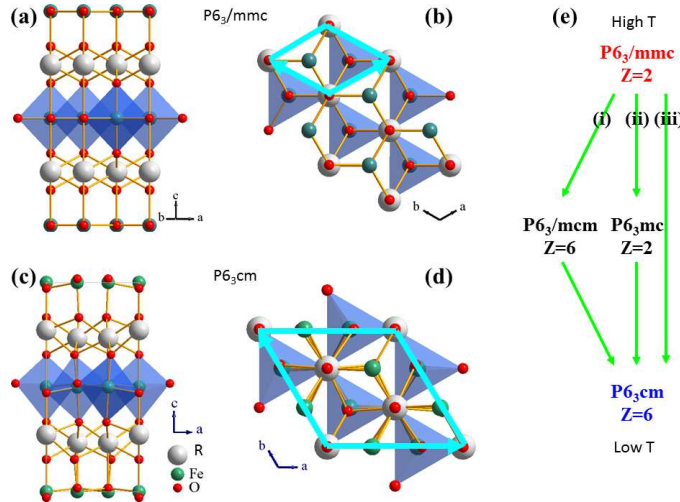 (a)
P6₃/mmc
(b)
c
b
a
b
a
(c)
P6₃cm
(d)
c
a
R
Fe
O
b
a
(e)
High T
P6₃/mmc
Z=2
(i) (ii) (iii)
P6₃/mcm P6₃mc
Z=6 Z=2
P6₃cm
Z=6
Low T